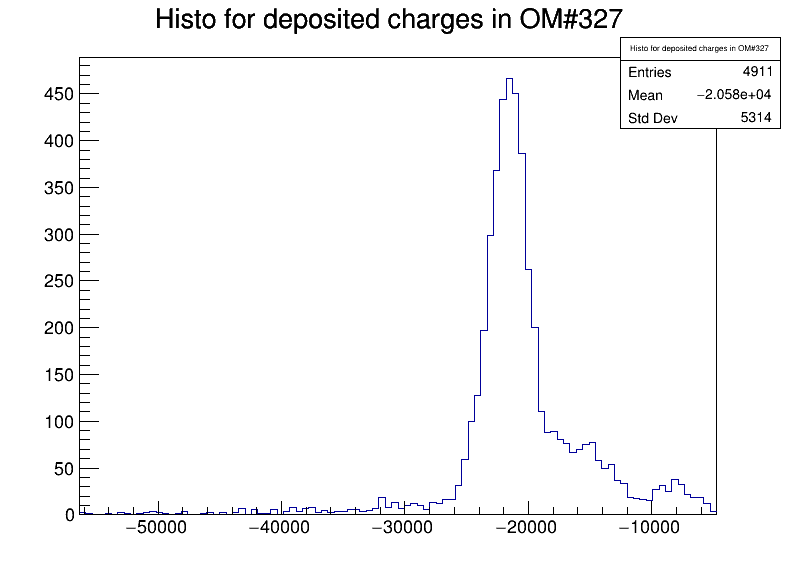 Histo for deposited charges in OM#327
Histo for deposited charges in OM#327
Entries 4911
Mean −2.058e+04
Std Dev 5314
450
400
350
300
250
200
150
100
50
0
−50000 −40000 −30000 −20000 −10000